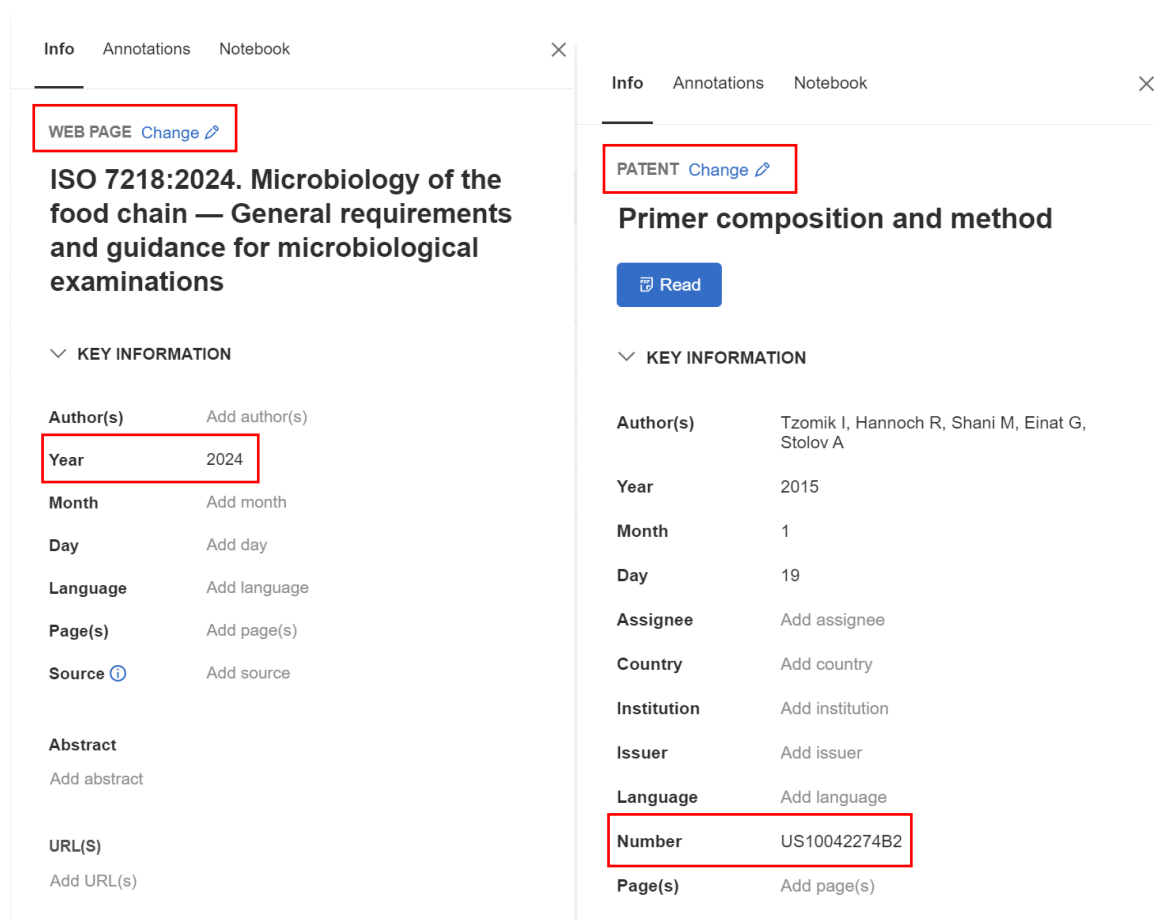 Info Annotations Notebook
WEB PAGE Change
ISO 7218:2024. Microbiology of the
food chain — General requirements
and guidance for microbiological
examinations
KEY INFORMATION
Author(s) Add author(s)
Year 2024
Month Add month
Day Add day
Language Add language
Page(s) Add page(s)
Source Add source
Abstract
Add abstract
URL(S)
Add URL(s)
Info Annotations Notebook
PATENT Change
Primer composition and method
Read
KEY INFORMATION
Author(s) Tzomik I, Hannoch R, Shani M, Einat G,
Stolov A
Year 2015
Month 1
Day 19
Assignee Add assignee
Country Add country
Institution Add institution
Issuer Add issuer
Language Add language
Number US10042274B2
Page(s) Add page(s)